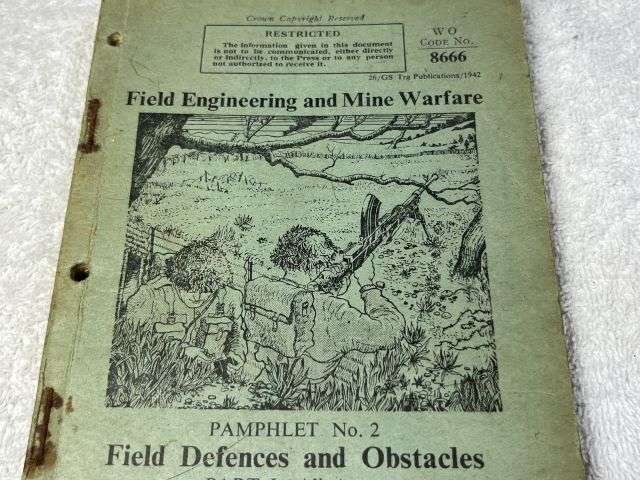 Crown Copyright Reserved
RESTRICTED
The information given in this document
is not to be communicated, either directly
or indirectly, to the Press or to any person
not authorized to receive it.
W O
CODE No.
8666
26/GS Trg Publications/1942
Field Engineering and Mine Warfare
PAMPHLET No. 2
Field Defences and Obstacles